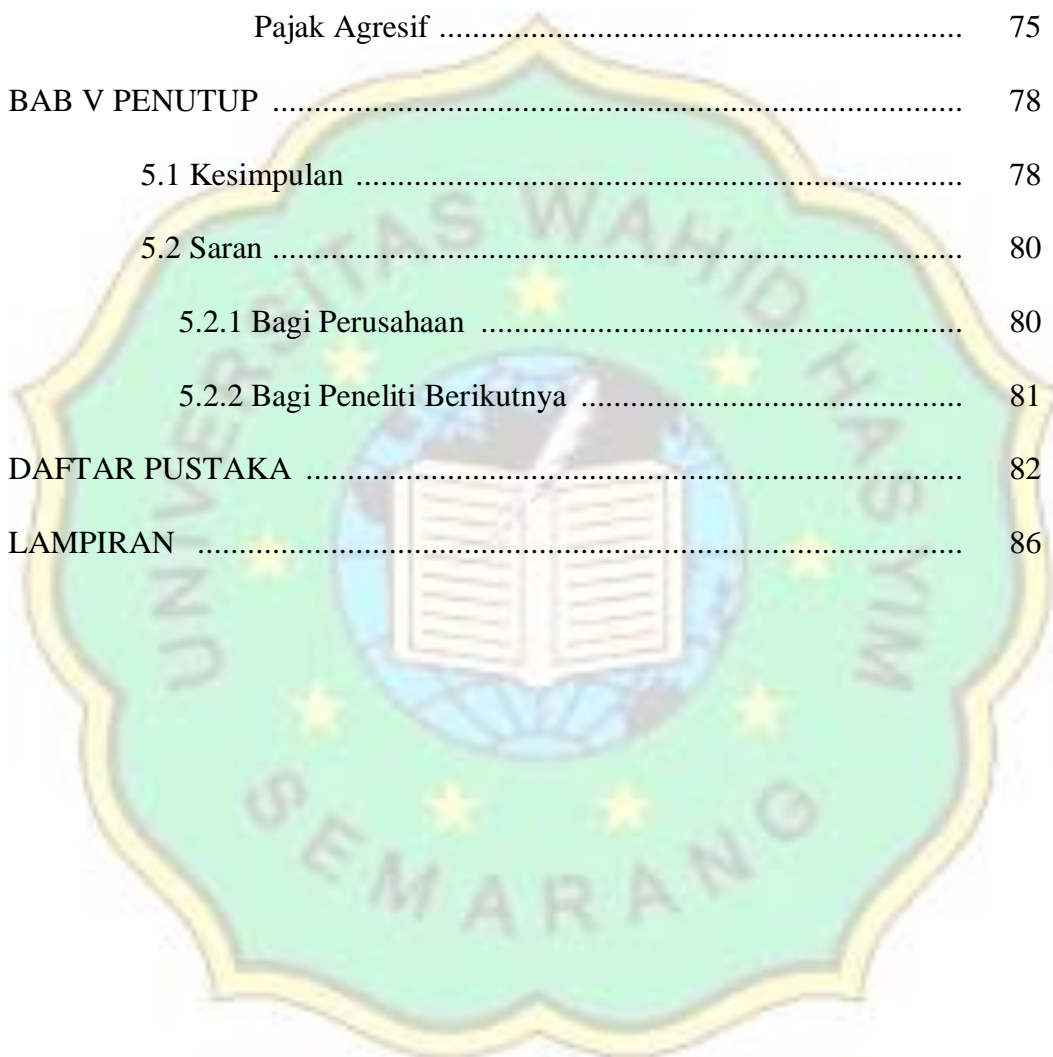 Pajak Agresif ................................................................ 75
BAB V PENUTUP .................................................................................... 78
5.1 Kesimpulan .......................................................................... 78
5.2 Saran .................................................................................... 80
5.2.1 Bagi Perusahaan .......................................................... 80
5.2.2 Bagi Peneliti Berikutnya .............................................. 81
DAFTAR PUSTAKA ................................................................................ 82
LAMPIRAN ............................................................................................. 86
UNIVERSITAS WAHID HASYIM
SEMARANG